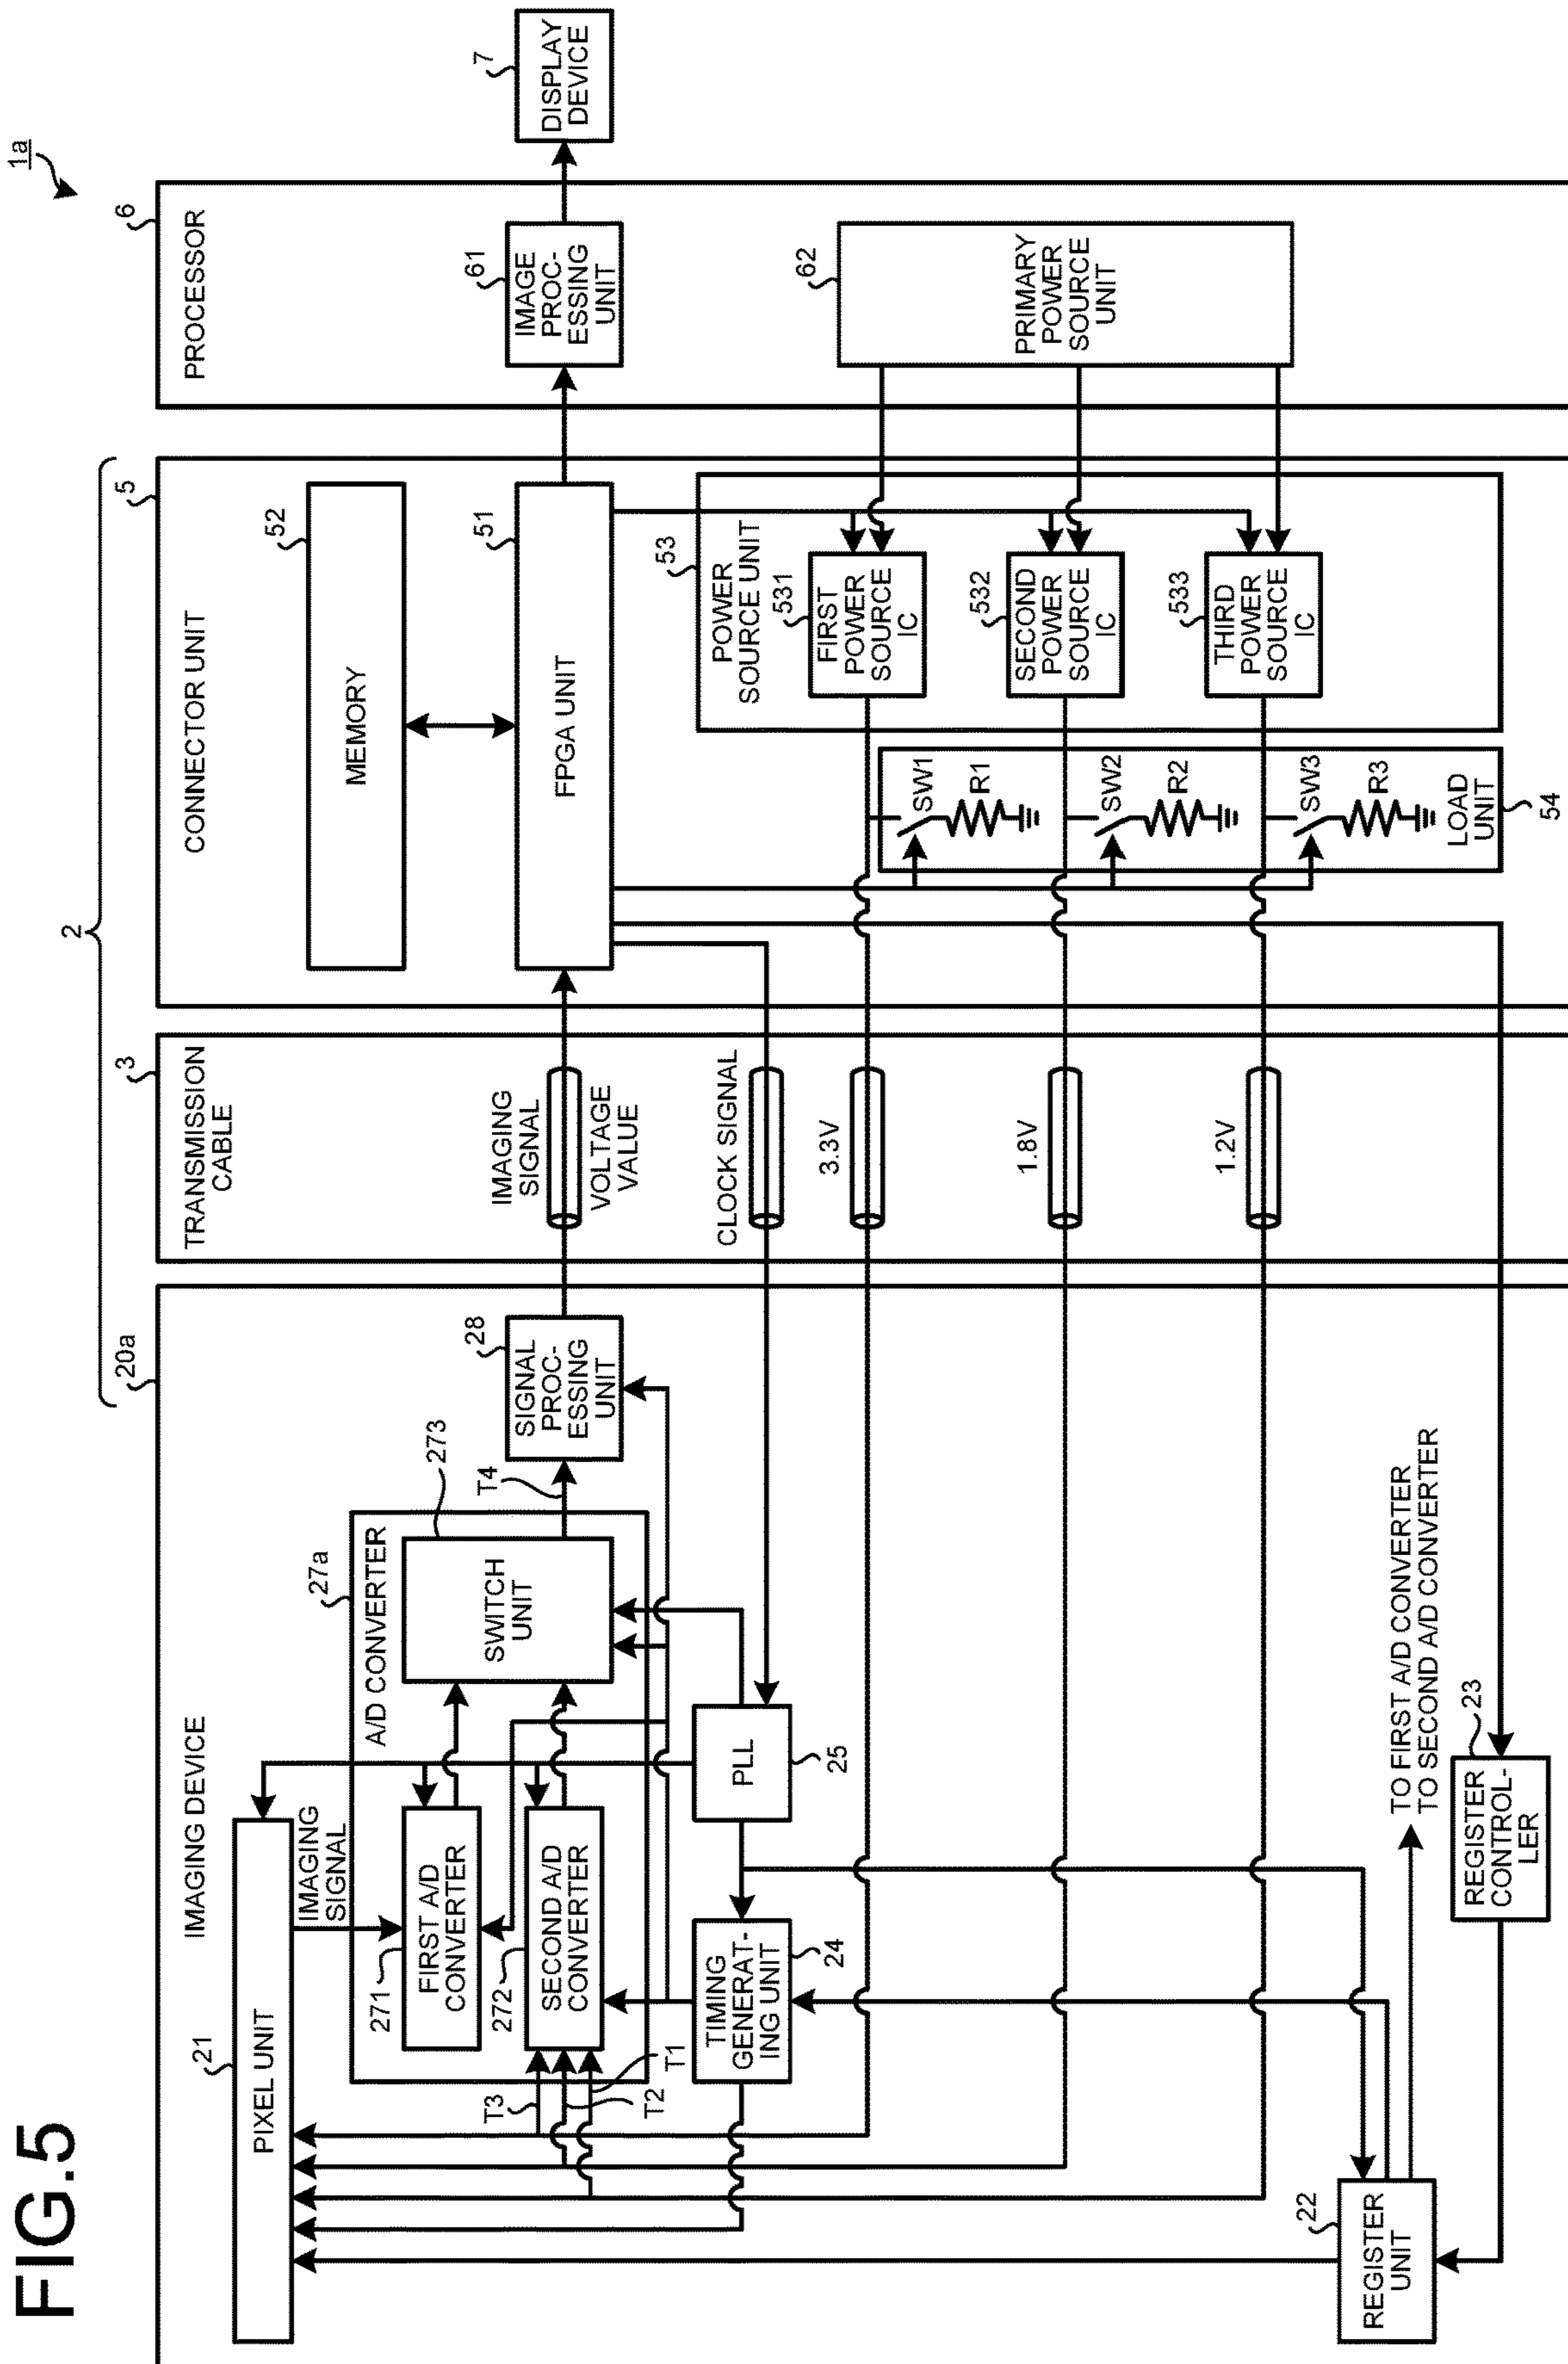 FIG.5
1a
2
20a
IMAGING DEVICE
21
PIXEL UNIT
IMAGING
SIGNAL
27a
A/D CONVERTER
271
FIRST A/D
CONVERTER
272
SECOND A/D
CONVERTER
273
SWITCH
UNIT
T3
T2
T1
T4
28
SIGNAL
PROC-
ESSING
UNIT
TIMING
GENERAT-
ING UNIT
24
PLL
25
22
REGISTER
UNIT
TO FIRST A/D CONVERTER
TO SECOND A/D CONVERTER
23
REGISTER
CONTROL-
LER
3
TRANSMISSION
CABLE
IMAGING
SIGNAL
VOLTAGE
VALUE
CLOCK SIGNAL
3.3V
1.8V
1.2V
5
CONNECTOR UNIT
52
MEMORY
51
FPGA UNIT
53
POWER
SOURCE UNIT
531
FIRST
POWER
SOURCE
IC
532
SECOND
POWER
SOURCE
IC
533
THIRD
POWER
SOURCE
IC
SW1
R1
SW2
R2
SW3
R3
LOAD
UNIT
54
6
PROCESSOR
61
IMAGE
PROC-
ESSING
UNIT
62
PRIMARY
POWER
SOURCE
UNIT
7
DISPLAY
DEVICE